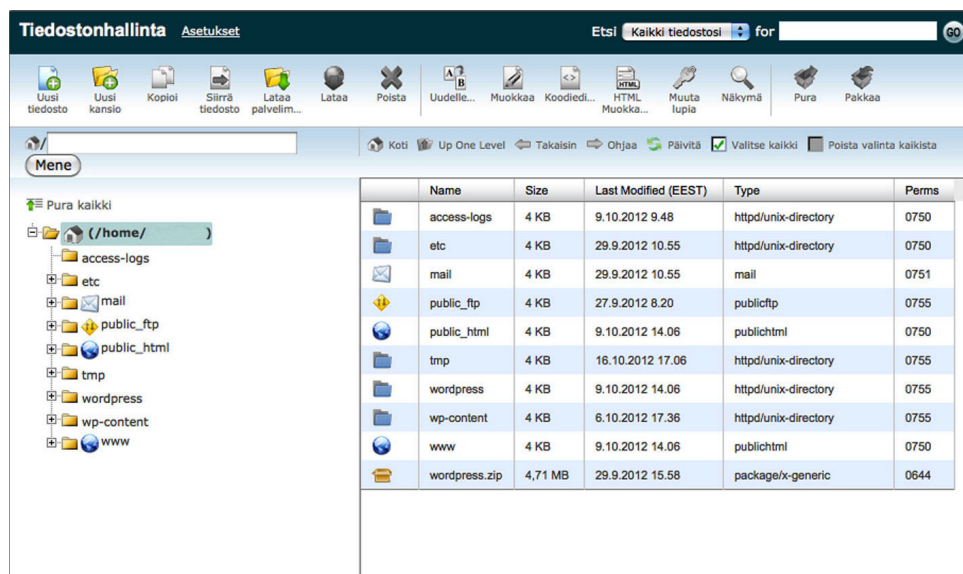 Tiedostonhallinta Asetukset Etsi Kaikki tiedostosi for GO
Uusi tiedosto
Uusi kansio
Kopioi
Siirrä tiedosto
Lataa palvelim...
Lataa
Poista
Uudelle...
Muokkaa
Koodiedi...
HTML Muokka...
Muuta lupia
Näkymä
Pura
Pakkaa
/
Mene
Koti Up One Level Takaisin Ohjaa Päivitä Valitse kaikki Poista valinta kaikista
Pura kaikki
(/home/ )
access-logs
etc
mail
public_ftp
public_html
tmp
wordpress
wp-content
www
Name Size Last Modified (EEST) Type Perms
access-logs 4 KB 9.10.2012 9.48 httpd/unix-directory 0750
etc 4 KB 29.9.2012 10.55 httpd/unix-directory 0750
mail 4 KB 29.9.2012 10.55 mail 0751
public_ftp 4 KB 27.9.2012 8.20 publicftp 0755
public_html 4 KB 9.10.2012 14.06 publichtml 0750
tmp 4 KB 16.10.2012 17.06 httpd/unix-directory 0755
wordpress 4 KB 9.10.2012 14.06 httpd/unix-directory 0755
wp-content 4 KB 6.10.2012 17.36 httpd/unix-directory 0755
www 4 KB 9.10.2012 14.06 publichtml 0750
wordpress.zip 4,71 MB 29.9.2012 15.58 package/x-generic 0644